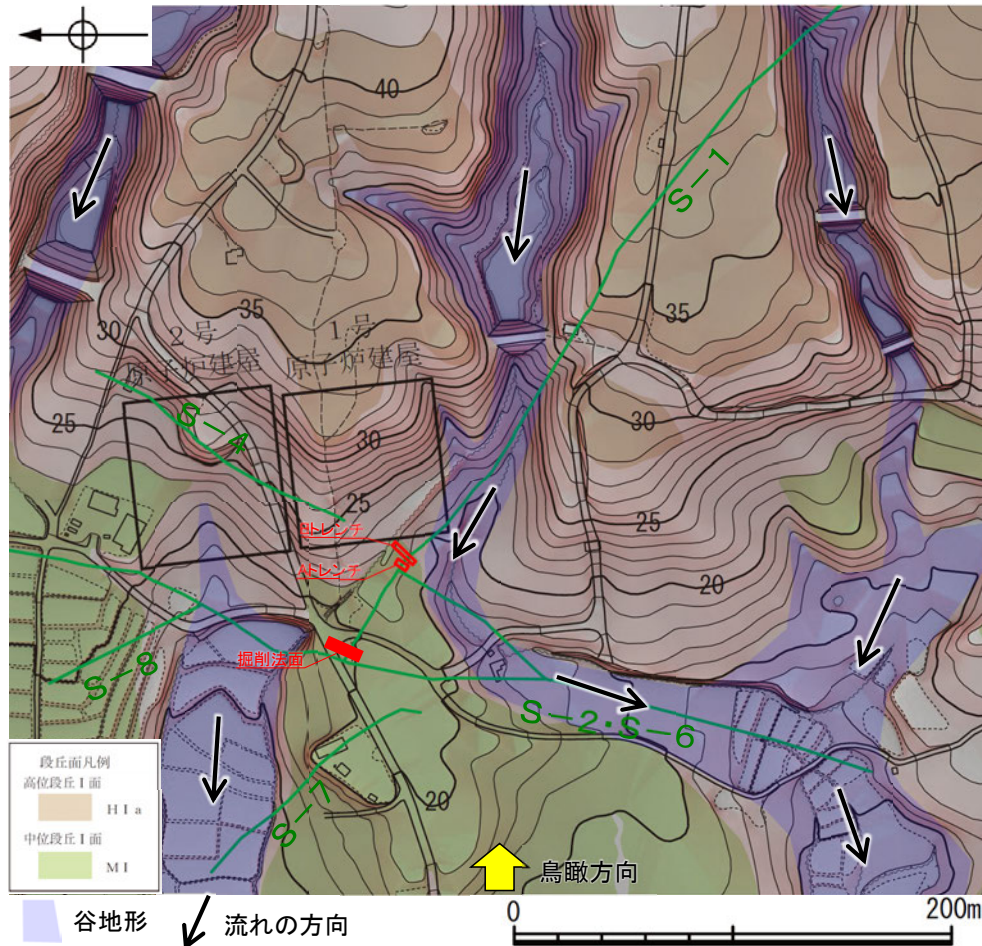 40
S-1
35
2号
原子炉建屋
1号
原子炉建屋
35
30
25
S-4
30
30
25
25
Bトレンチ
Aトレンチ
20
掘削法面
S-8
S-2・S-6
S-7
20
段丘面凡例
高位段丘Ⅰ面
HⅠa
中位段丘Ⅰ面
MⅠ
鳥瞰方向
谷地形
流れの方向
0
200m